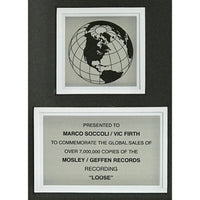 PRESENTED TO
MARCO SOCCOLI / VIC FIRTH
TO COMMEMORATE THE GLOBAL SALES OF
OVER 7,000,000 COPIES OF THE
MOSLEY / GEFFEN RECORDS
RECORDING
"LOOSE"